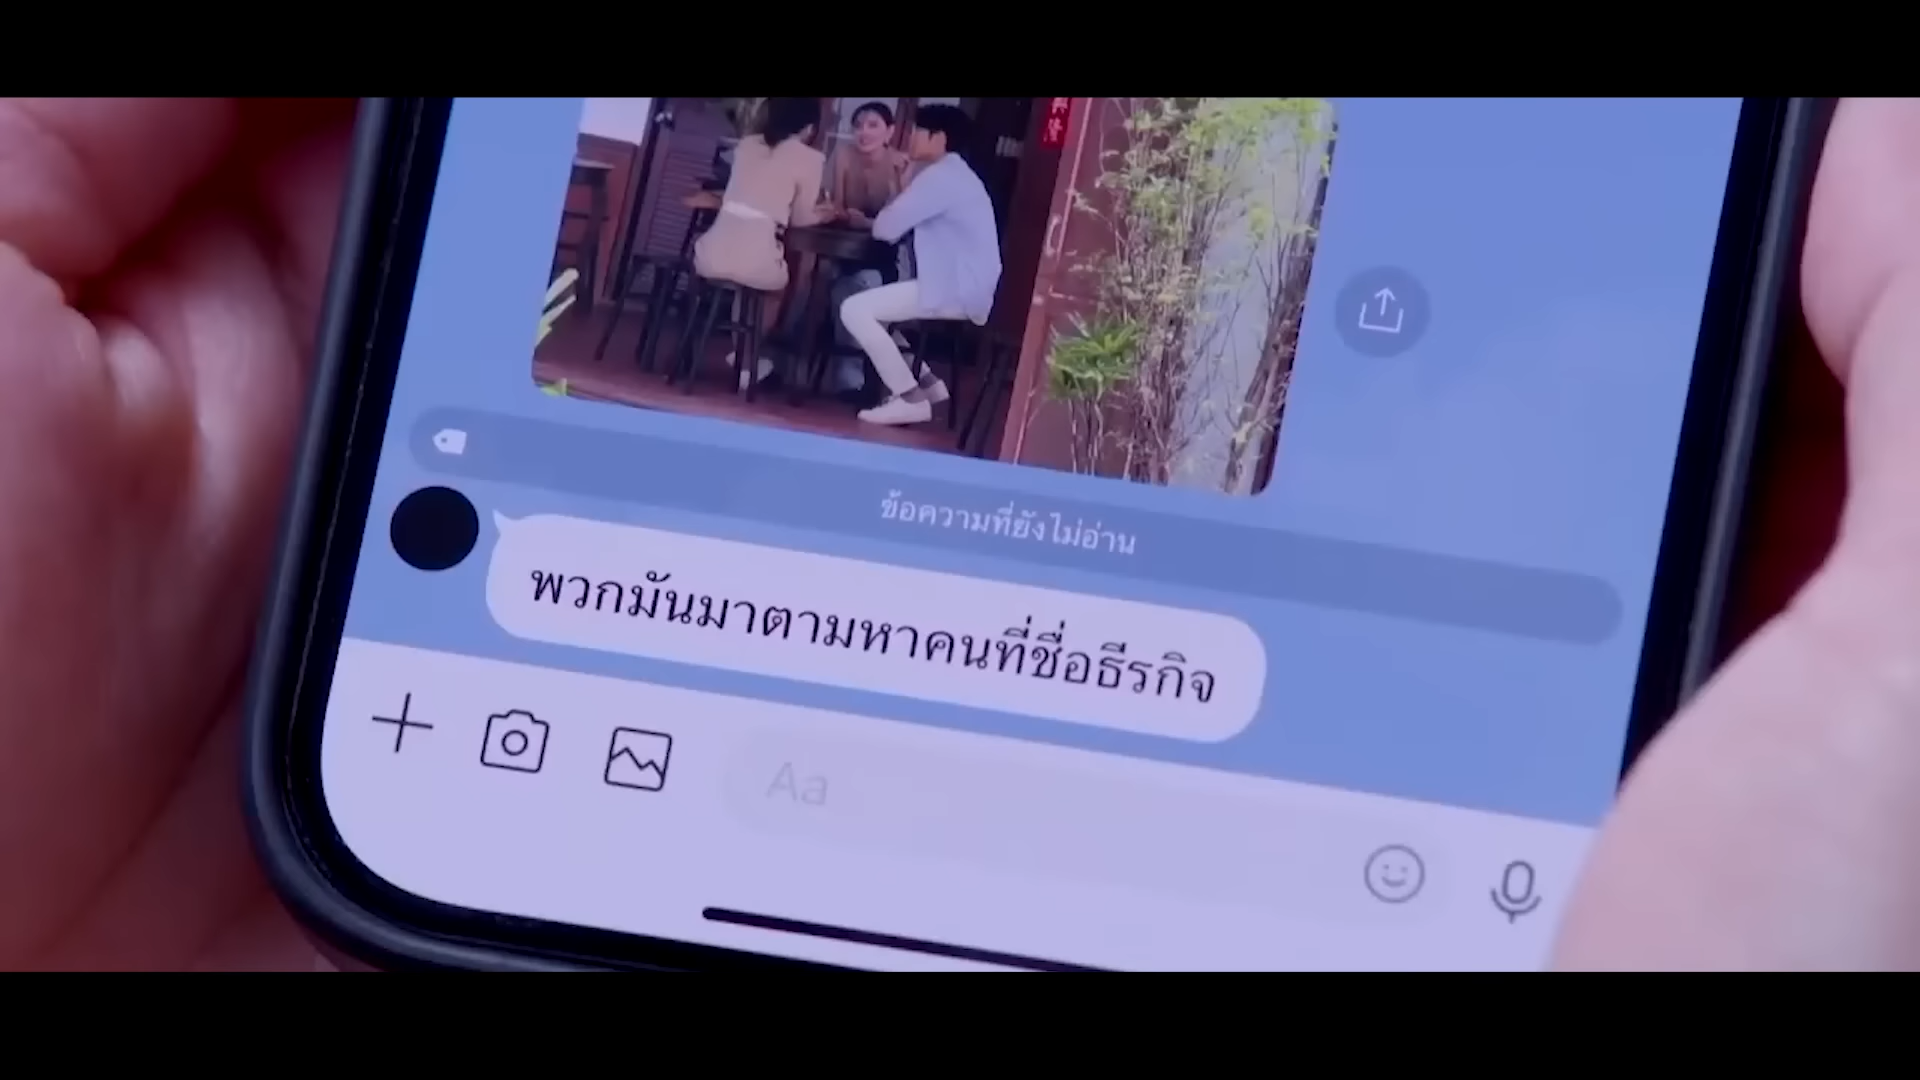 ข้อความที่ยังไม่อ่าน
พวกมันมาตามหาคนที่ชื่อธีรกิจ
Aa